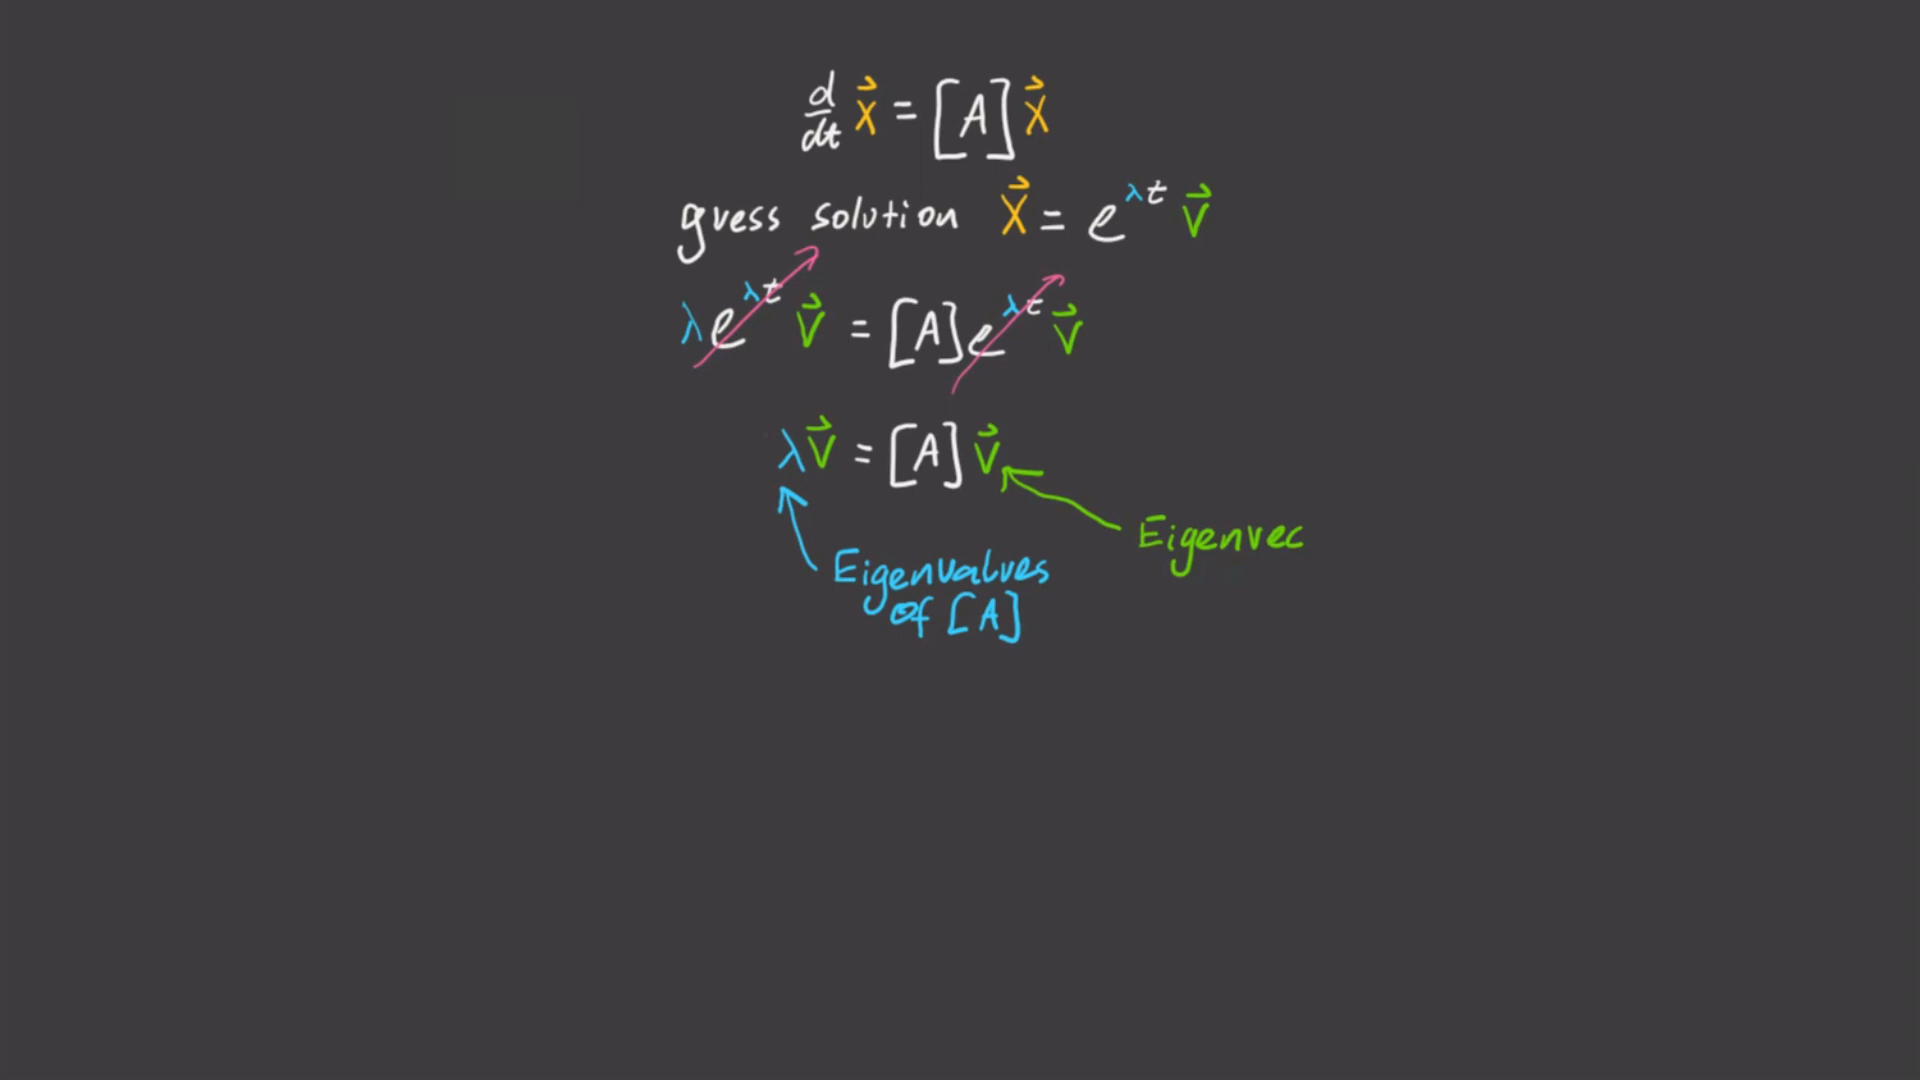 d/dt x⃗ = [A] x⃗
guess solution x⃗ = e^λt v⃗
λe^λt v⃗ = [A] e^λt v⃗
λv⃗ = [A] v⃗
Eigenvec
Eigenvalues
of [A]